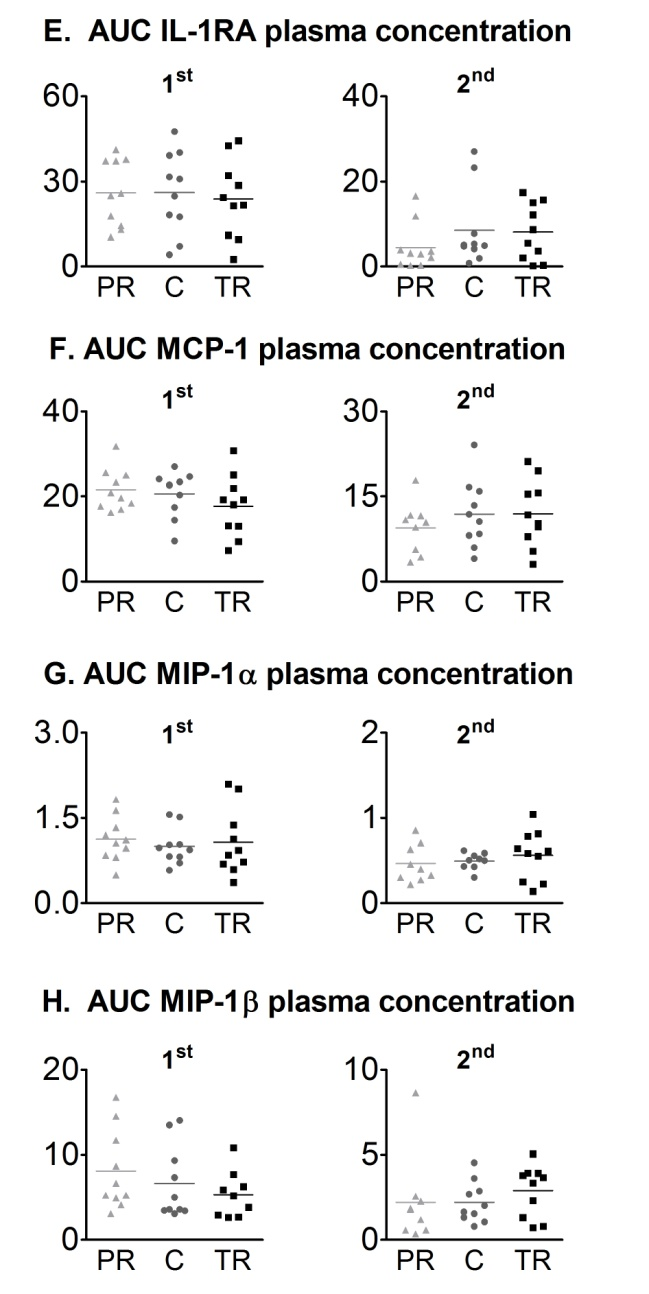 E. AUC IL-1RA plasma concentration
1st 2nd
60 40
30 20
0 0
PR C TR PR C TR
F. AUC MCP-1 plasma concentration
1st 2nd
40 30
20 15
0 0
PR C TR PR C TR
G. AUC MIP-1α plasma concentration
1st 2nd
3.0 2
1.5 1
0.0 0
PR C TR PR C TR
H. AUC MIP-1β plasma concentration
1st 2nd
20 10
10 5
0 0
PR C TR PR C TR